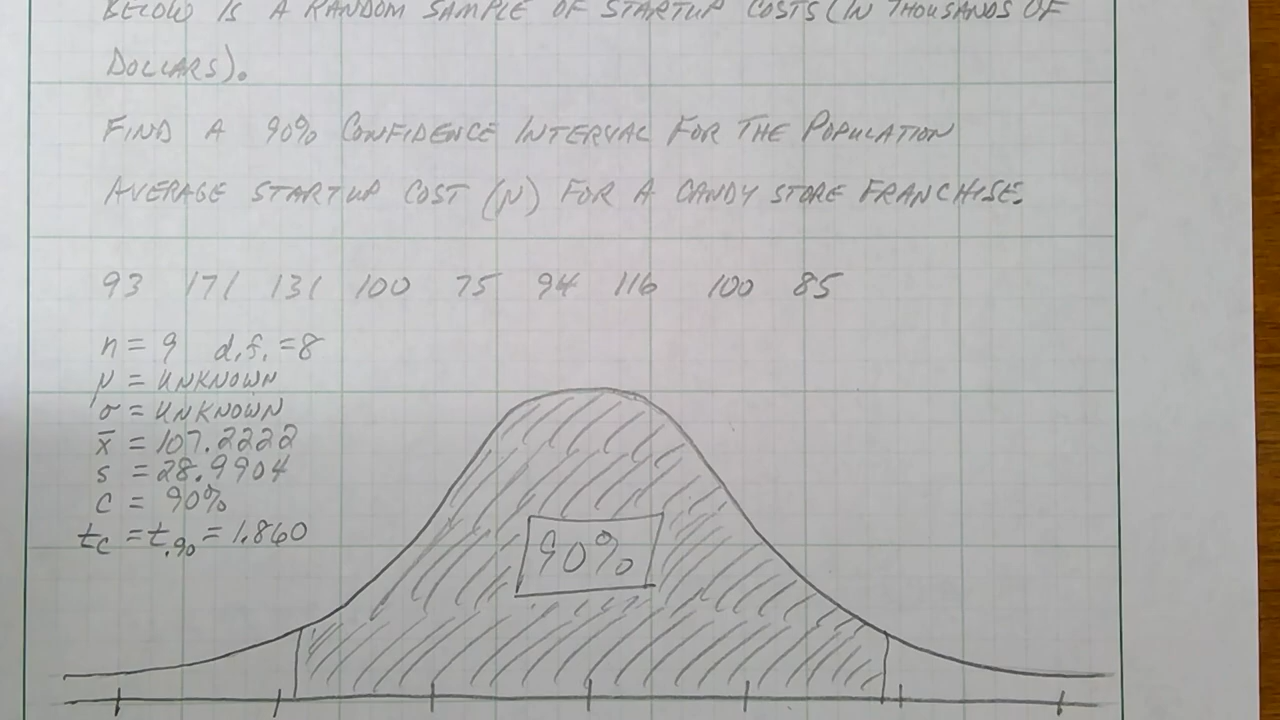 BELOW IS A RANDOM SAMPLE OF STARTUP COSTS (IN THOUSANDS OF
DOLLARS).
FIND A 90% CONFIDENCE INTERVAL FOR THE POPULATION
AVERAGE STARTUP COST (μ) FOR A CANDY STORE FRANCHISE.
93 171 131 100 75 94 116 100 85
n = 9 d.f. = 8
μ = UNKNOWN
σ = UNKNOWN
x̄ = 107.2222
s = 28.9904
c = 90%
t_c = t_.90 = 1.860
90%